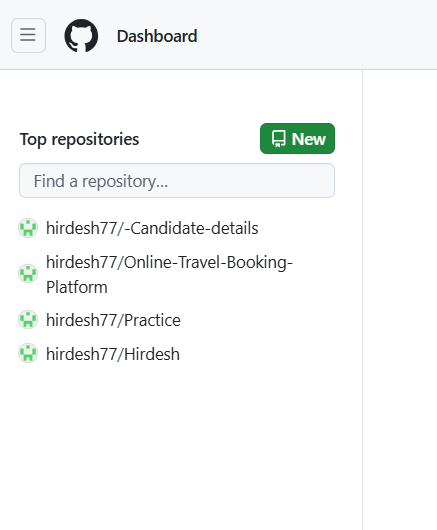 Dashboard
Top repositories
New
Find a repository...
hirdesh77/-Candidate-details
hirdesh77/Online-Travel-Booking-
Platform
hirdesh77/Practice
hirdesh77/Hirdesh